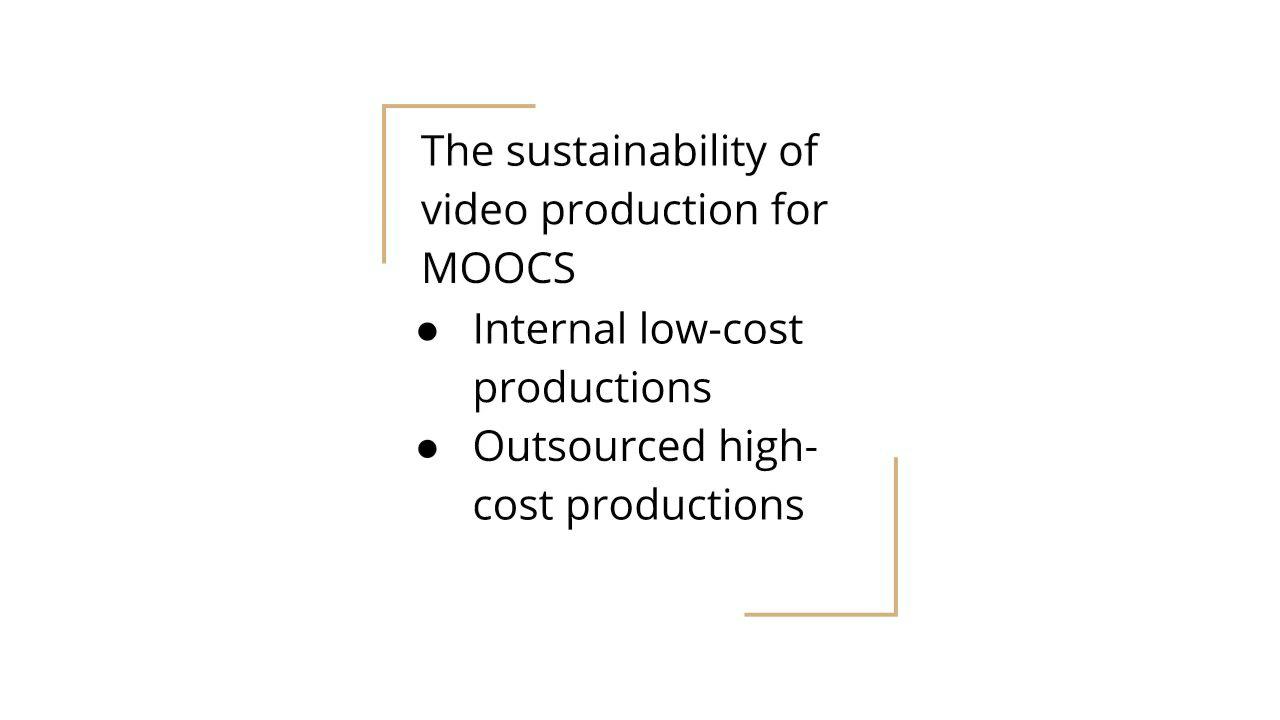 The sustainability of
video production for
MOOCS
● Internal low-cost
productions
● Outsourced high-
cost productions